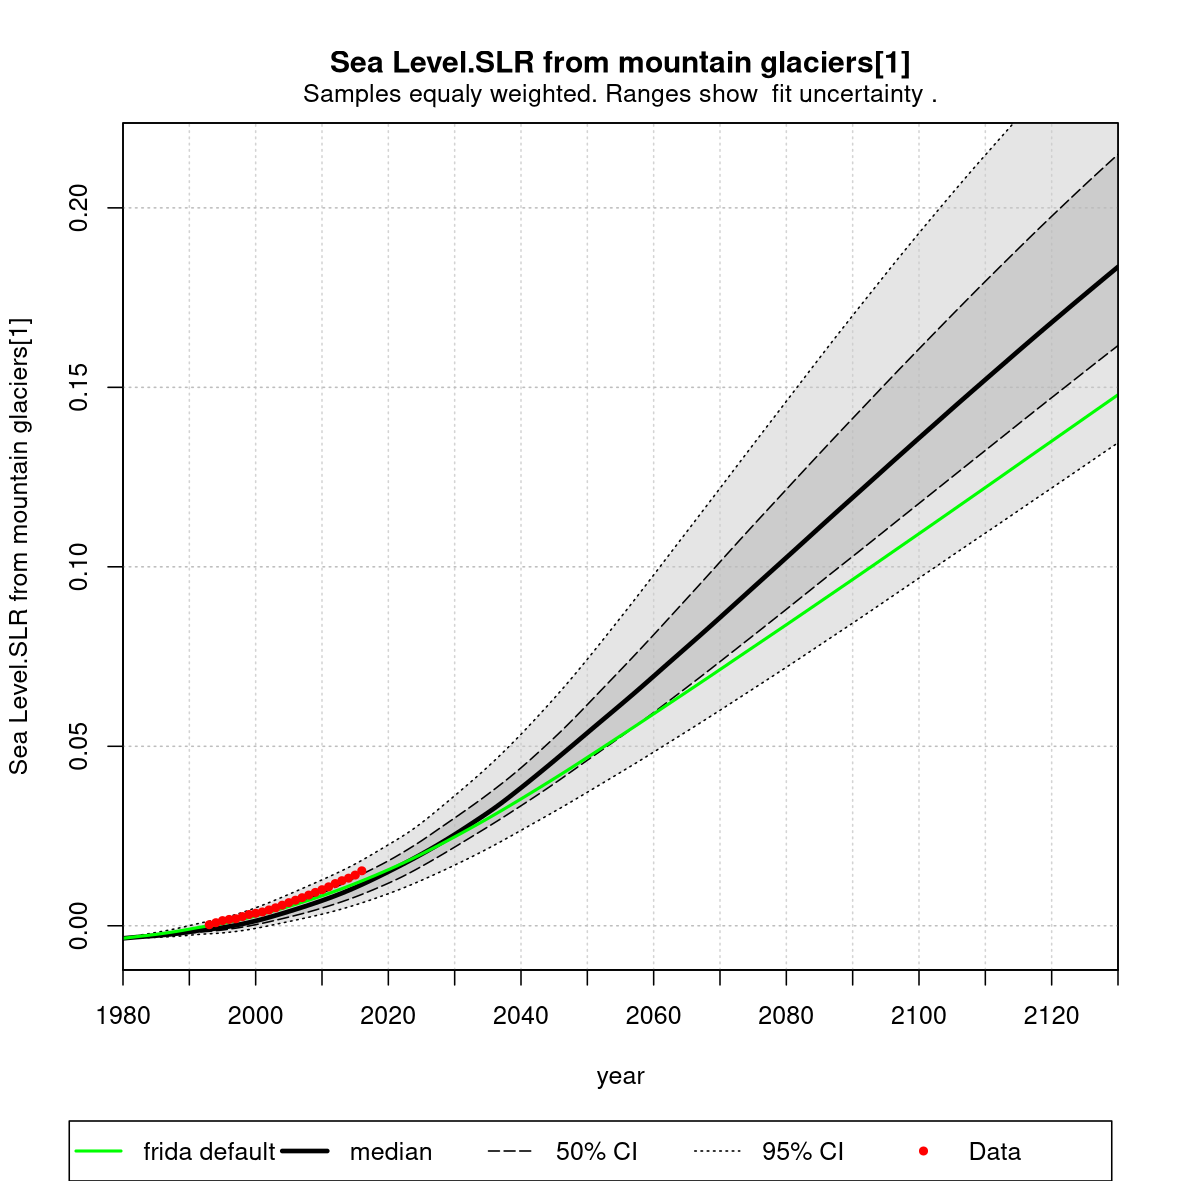 Sea Level.SLR from mountain glaciers[1]
Samples equaly weighted. Ranges show  fit uncertainty .
Sea Level.SLR from mountain glaciers[1]
0.20
0.15
0.10
0.05
0.00
1980 2000 2020 2040 2060 2080 2100 2120
year
frida default median 50% CI 95% CI Data